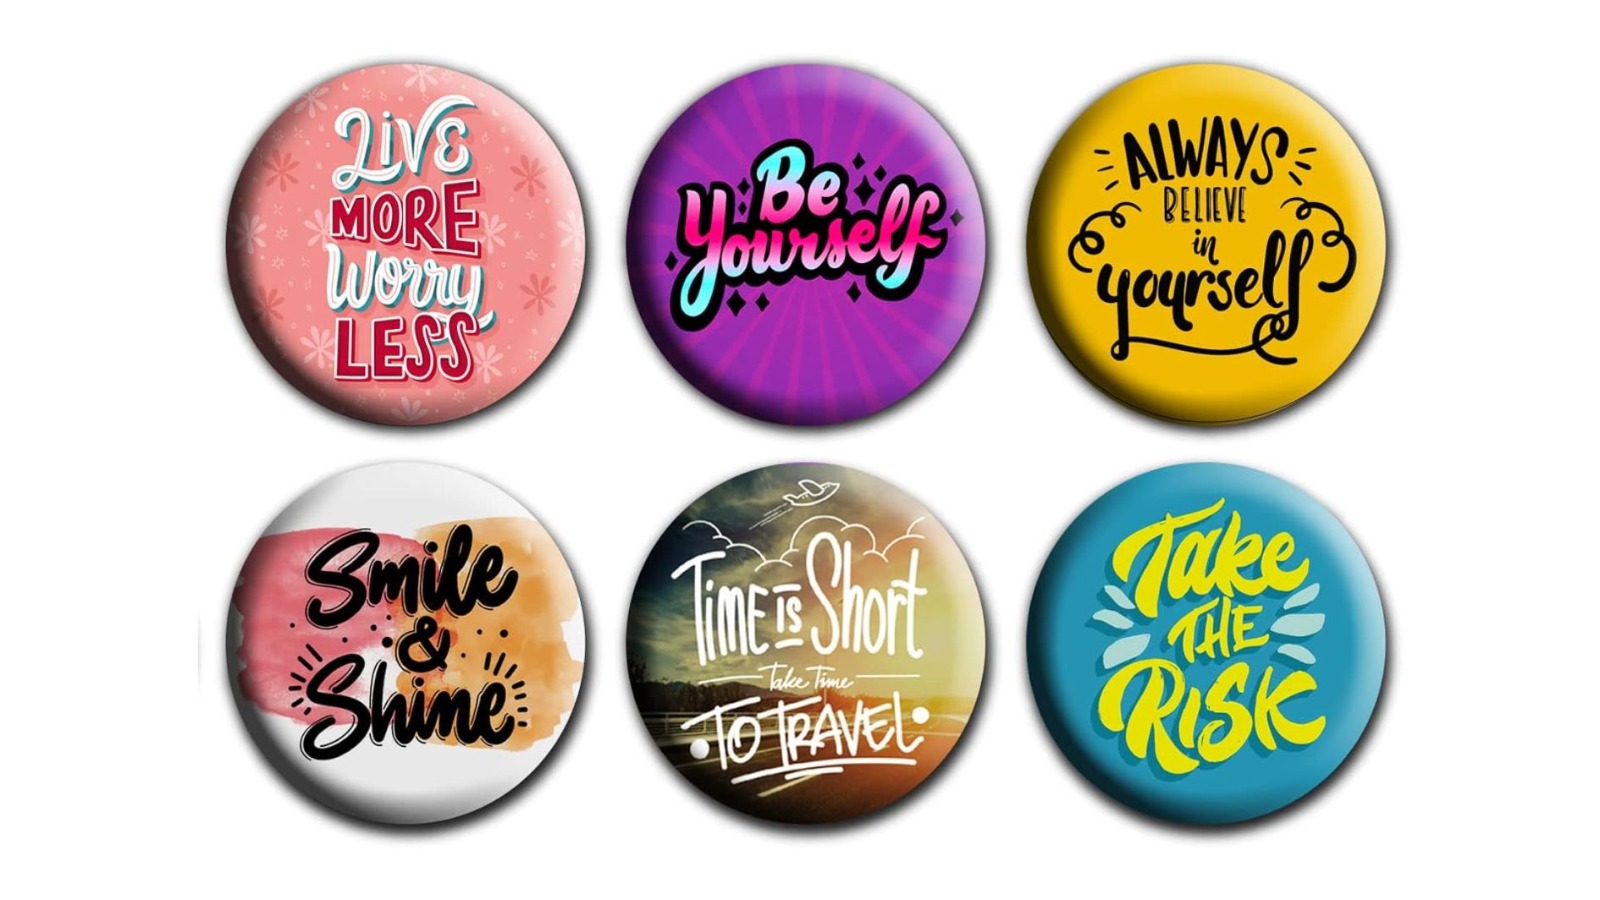 LIVE
MORE
Worry
LESS
Be
Yourself
ALWAYS
BELIEVE
in
yourself
Smile
&
Shine
TIME IS Short
Take Time
TO TRAVEL
Take
THE
RISK